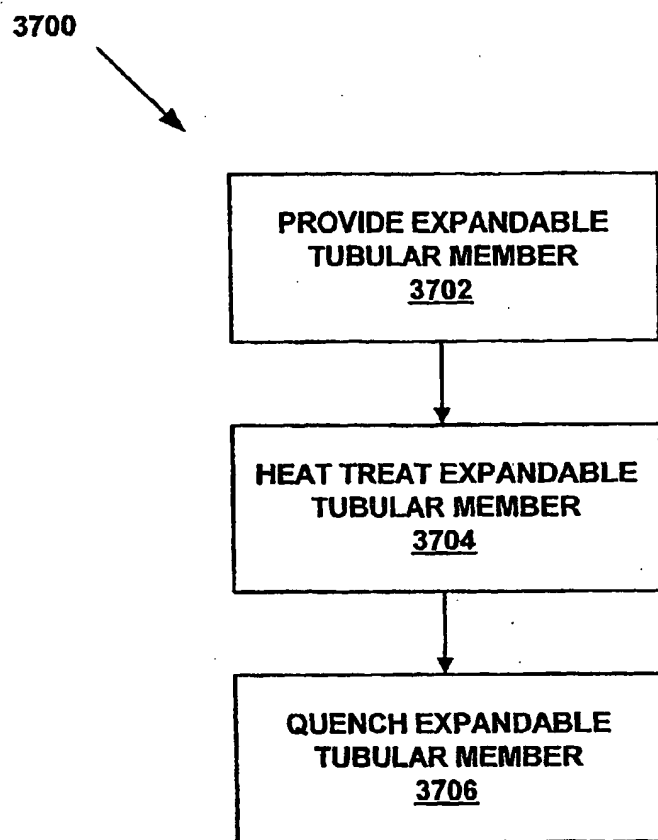 3700
PROVIDE EXPANDABLE
TUBULAR MEMBER
3702
HEAT TREAT EXPANDABLE
TUBULAR MEMBER
3704
QUENCH EXPANDABLE
TUBULAR MEMBER
3706